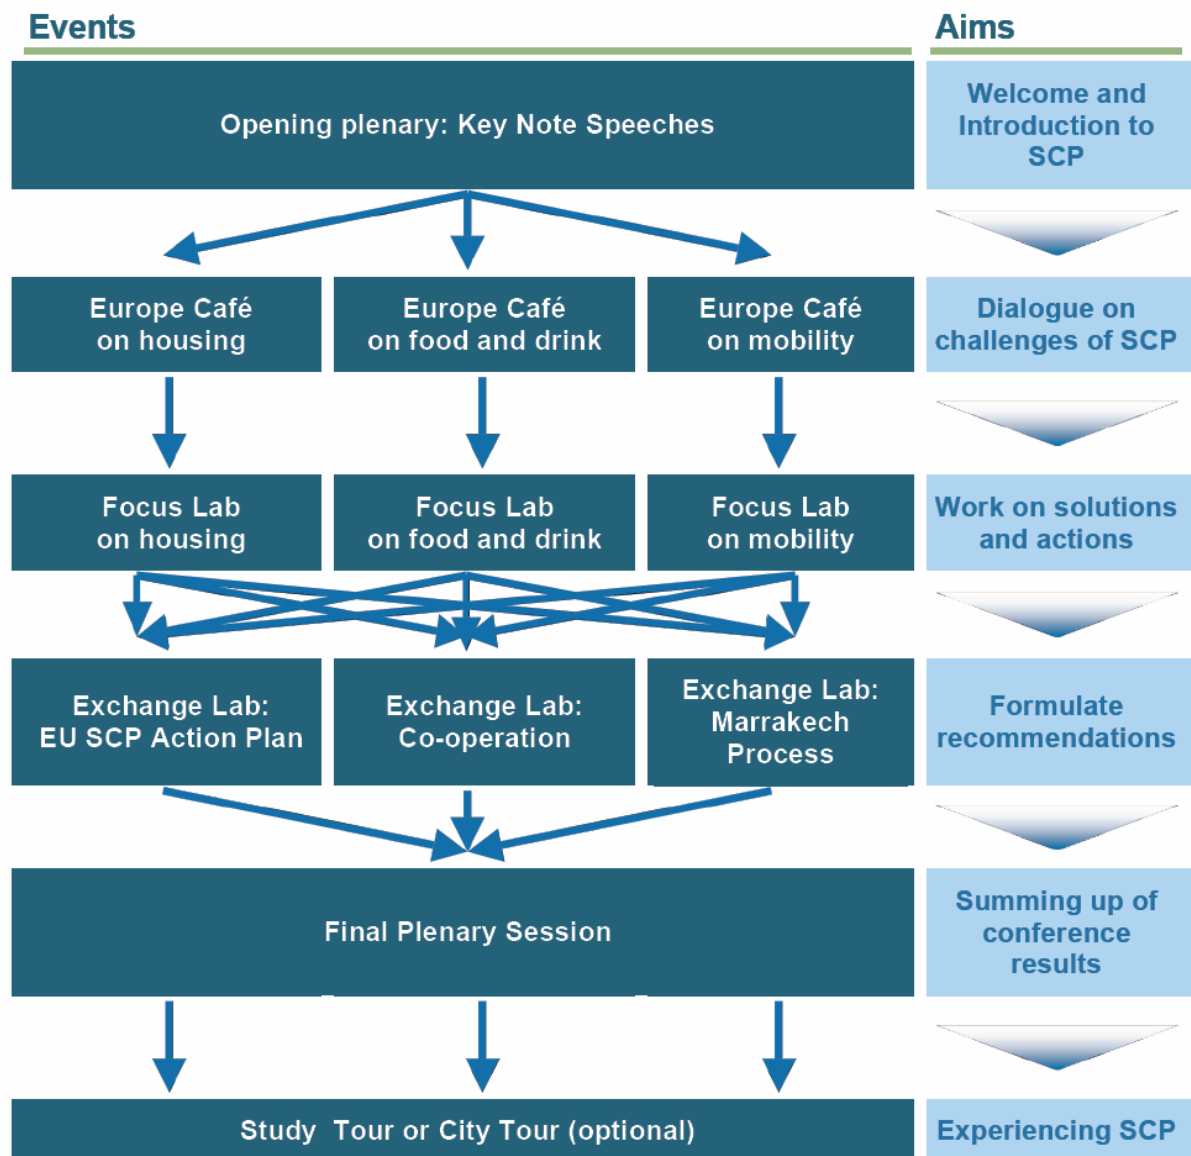 Events
Aims
Opening plenary: Key Note Speeches
Welcome and
Introduction to
SCP
Europe Café
on housing
Europe Café
on food and drink
Europe Café
on mobility
Dialogue on
challenges of SCP
Focus Lab
on housing
Focus Lab
on food and drink
Focus Lab
on mobility
Work on solutions
and actions
Exchange Lab:
EU SCP Action Plan
Exchange Lab:
Co-operation
Exchange Lab:
Marrakech
Process
Formulate
recommendations
Final Plenary Session
Summing up of
conference
results
Study Tour or City Tour (optional)
Experiencing SCP